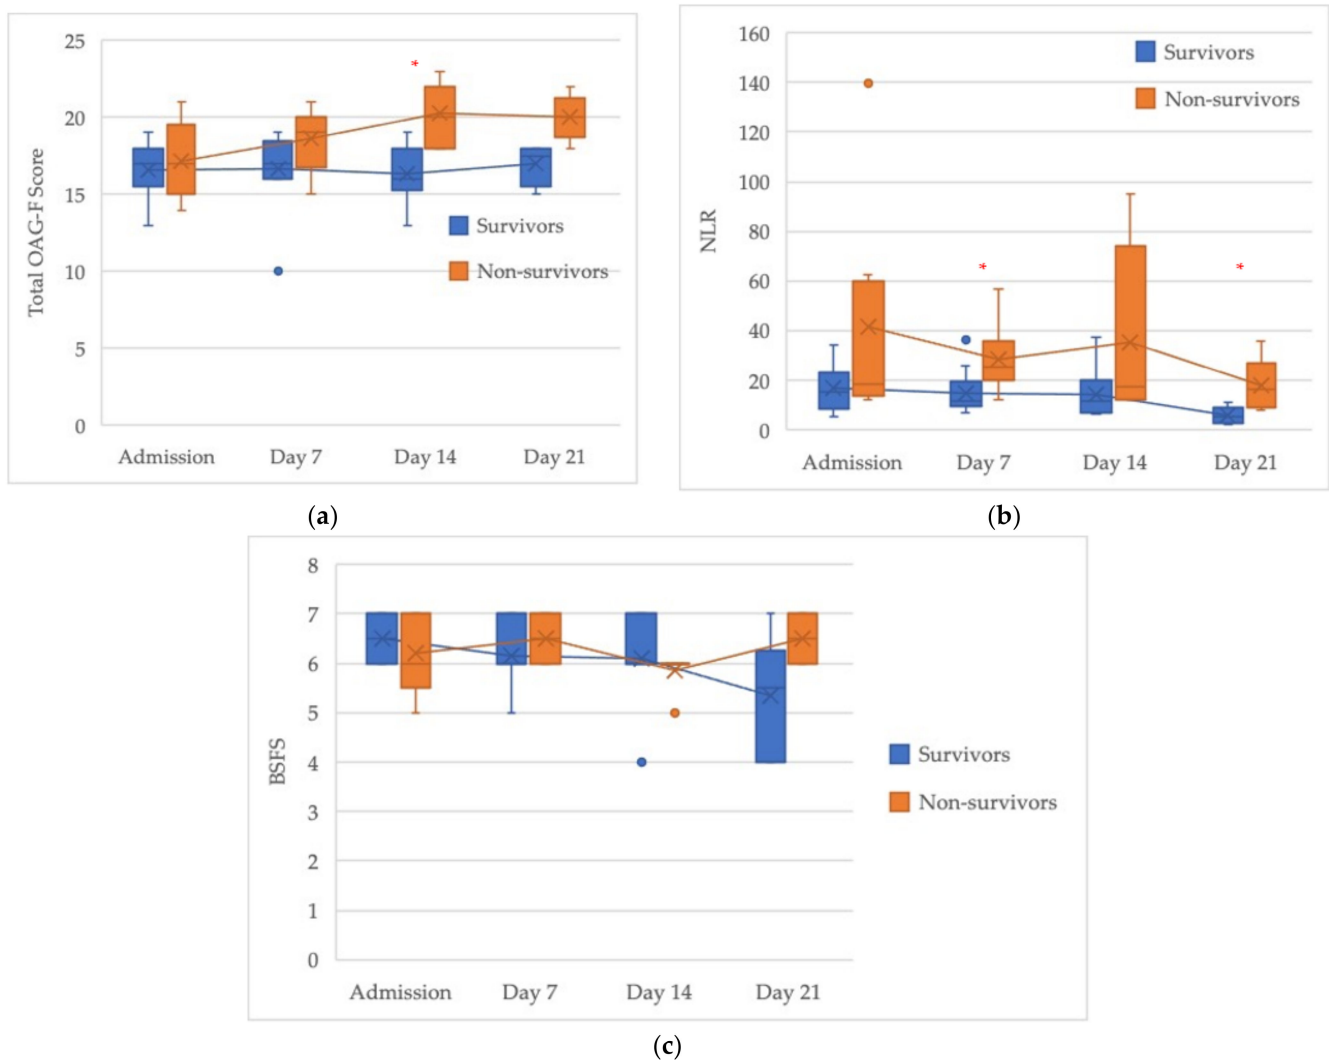 25
20
15
10
5
0
Total OAG-F Score
*
Survivors
Non-survivors
Admission Day 7 Day 14 Day 21
(a)
160
140
120
100
80
60
40
20
0
NLR
Survivors
Non-survivors
* *
Admission Day 7 Day 14 Day 21
(b)
8
7
6
5
4
3
2
1
0
BSFS
Survivors
Non-survivors
Admission Day 7 Day 14 Day 21
(c)